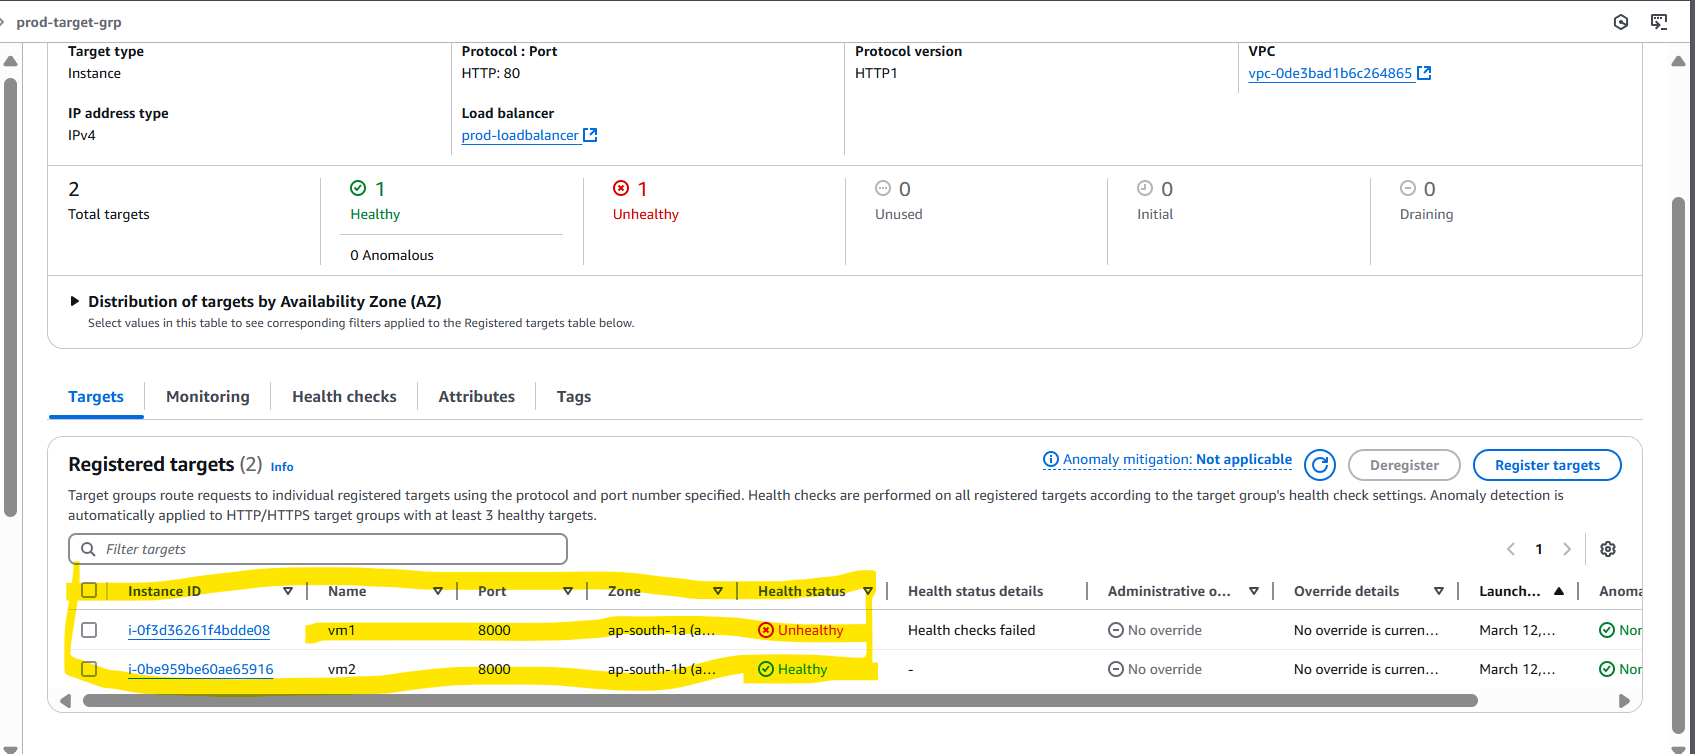 prod-target-grp
Target type
Instance
Protocol : Port
HTTP: 80
Protocol version
HTTP1
VPC
vpc-0de3bad1b6c264865
IP address type
IPv4
Load balancer
prod-loadbalancer
2
Total targets
1
Healthy
0 Anomalous
1
Unhealthy
0
Unused
0
Initial
0
Draining
Distribution of targets by Availability Zone (AZ)
Select values in this table to see corresponding filters applied to the Registered targets table below.
Targets Monitoring Health checks Attributes Tags
Registered targets (2) Info
Anomaly mitigation: Not applicable
Deregister
Register targets
Target groups route requests to individual registered targets using the protocol and port number specified. Health checks are performed on all registered targets according to the target group's health check settings. Anomaly detection is
automatically applied to HTTP/HTTPS target groups with at least 3 healthy targets.
Filter targets
1
Instance ID Name Port Zone Health status Health status details Administrative o... Override details Launch... Anoma
i-0f3d36261f4bdde08 vm1 8000 ap-south-1a (a... Unhealthy Health checks failed No override No override is curren... March 12,... Nor
i-0be959be60ae65916 vm2 8000 ap-south-1b (a... Healthy - No override No override is curren... March 12,... Nor